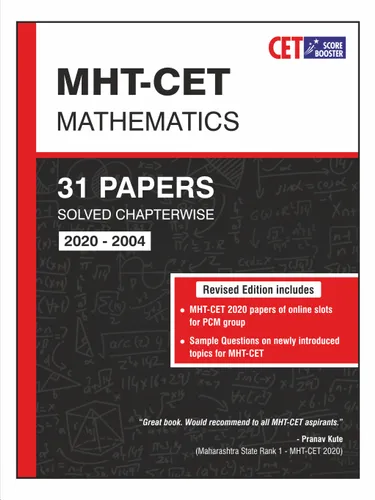 CET SCORE BOOSTER
MHT-CET
MATHEMATICS
31 PAPERS
SOLVED CHAPTERWISE
2020 - 2004
Revised Edition includes
• MHT-CET 2020 papers of online slots
for PCM group
• Sample Questions on newly introduced
topics for MHT-CET
"Great book. Would recommend to all MHT-CET aspirants."
- Pranav Kute
(Maharashtra State Rank 1 - MHT-CET 2020)